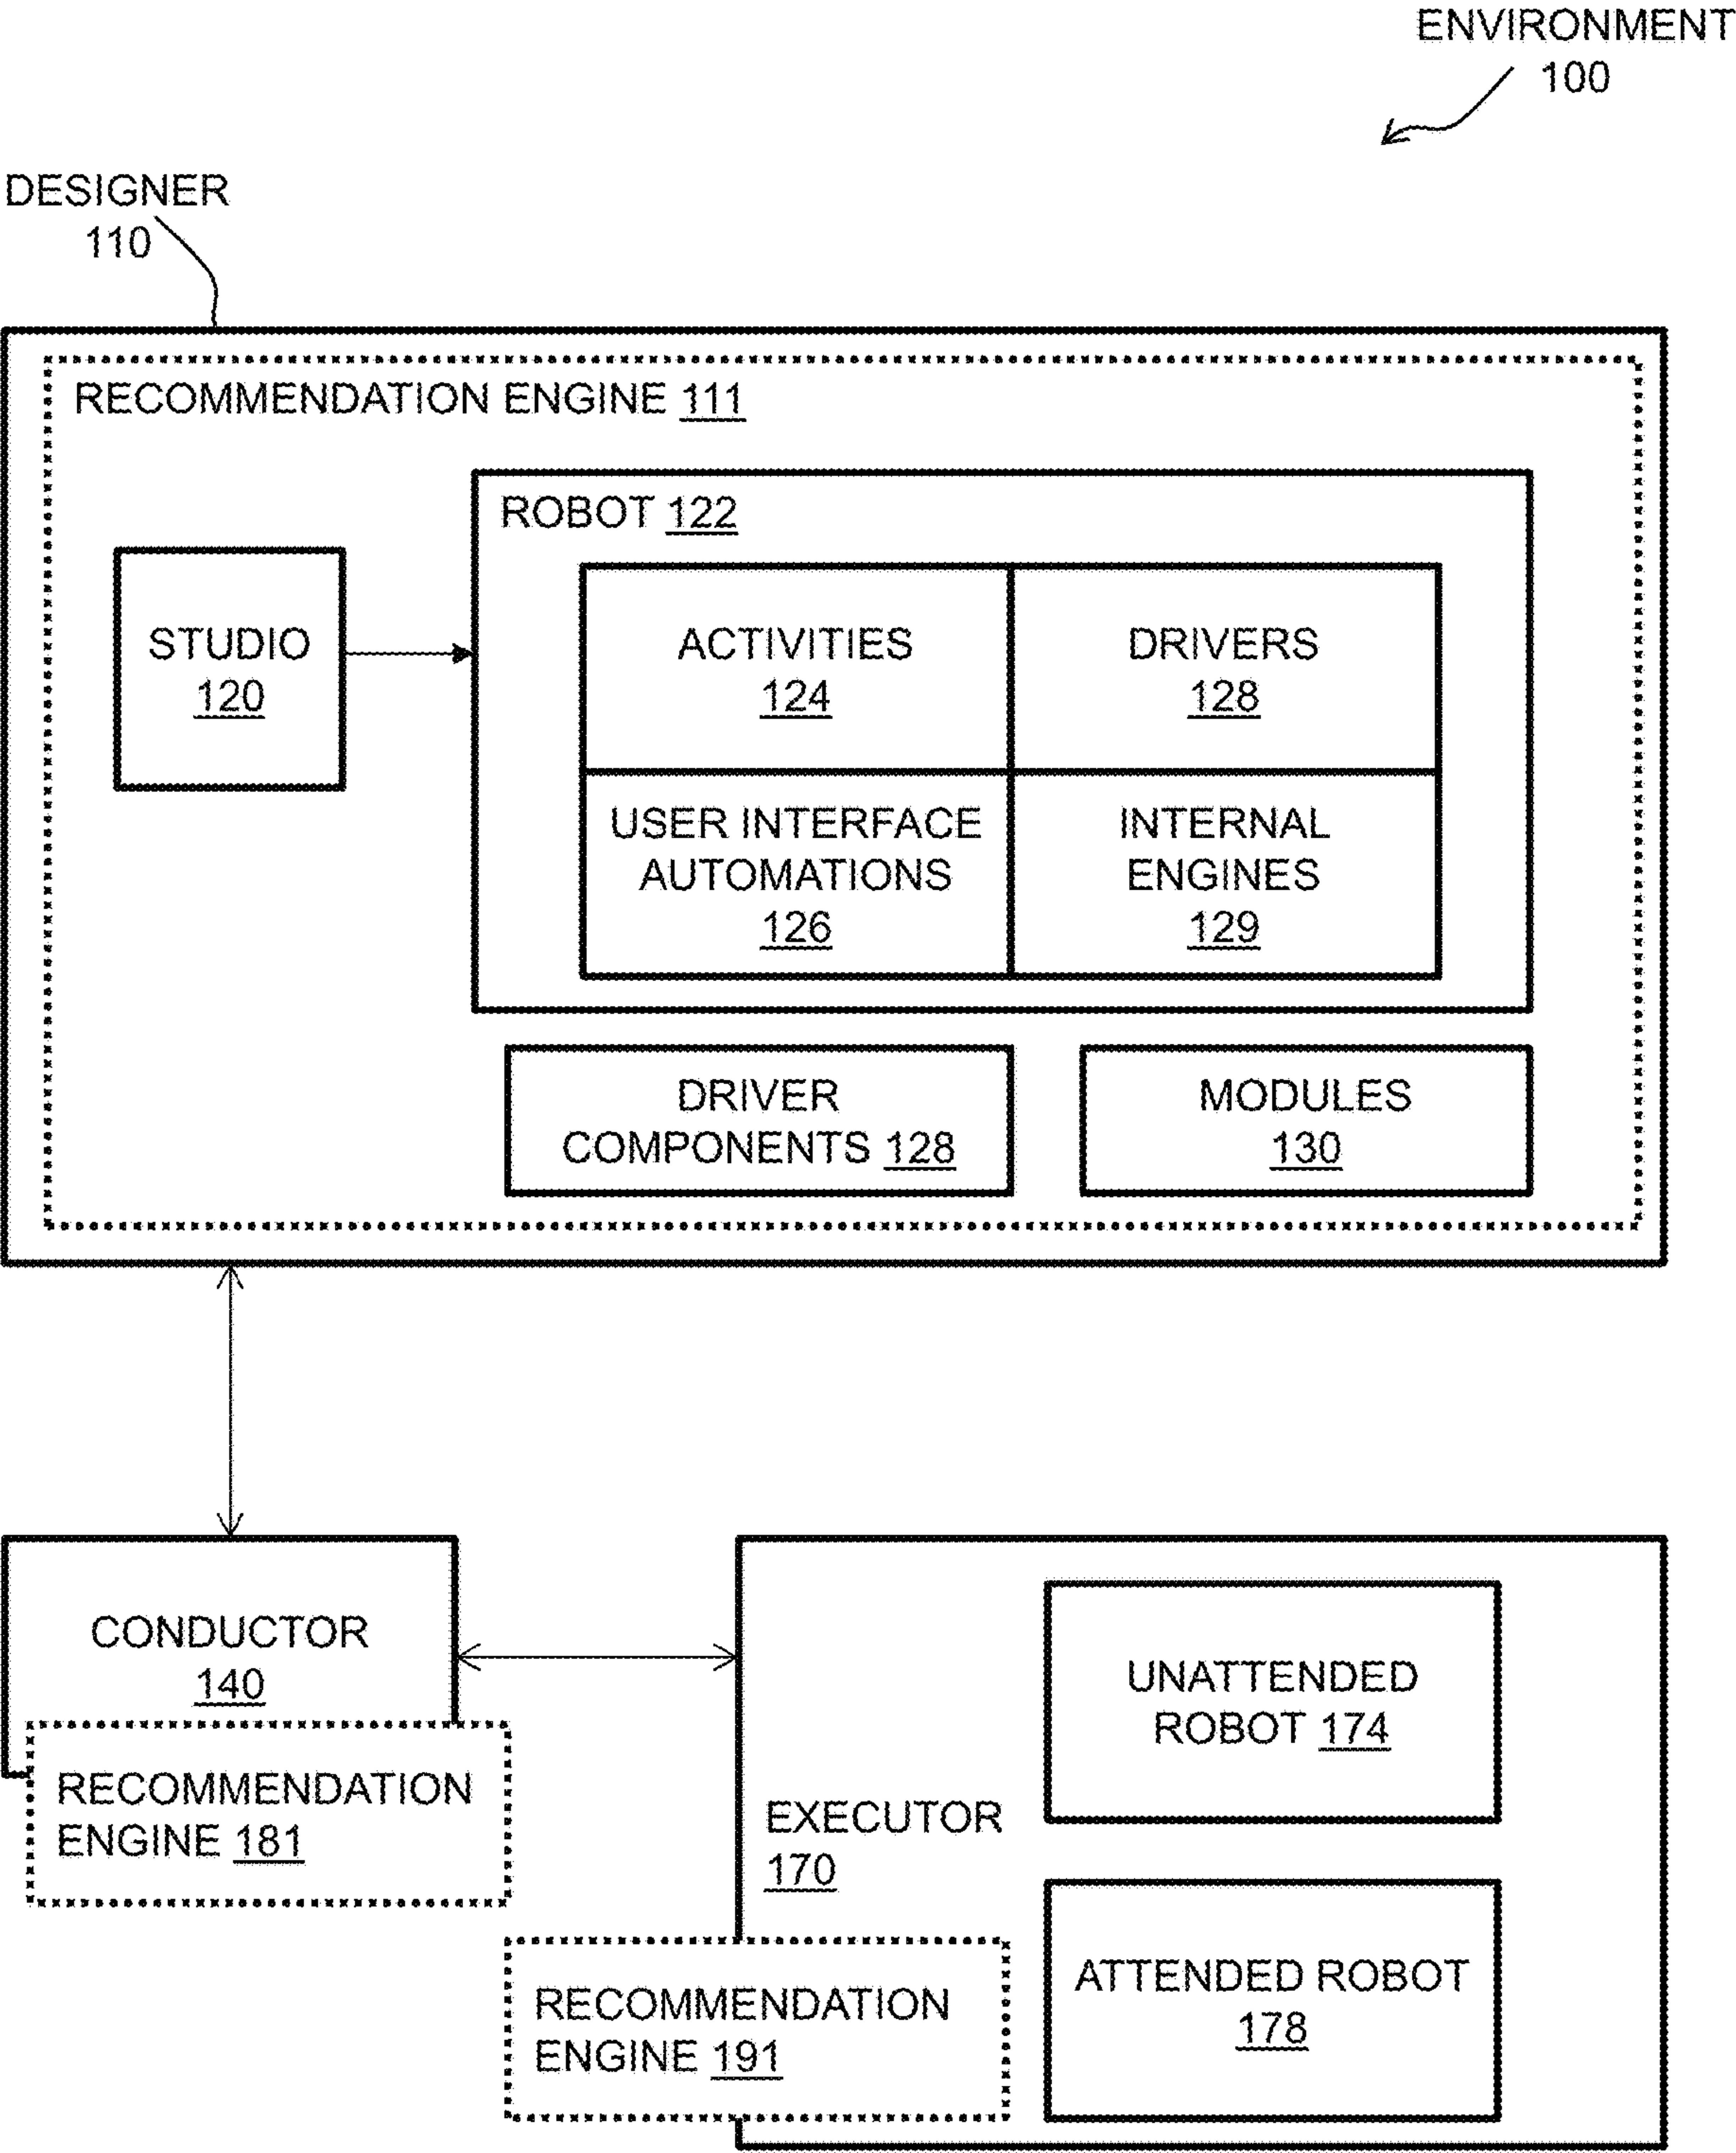 ENVIRONMENT
100
DESIGNER
110
RECOMMENDATION ENGINE 111
ROBOT 122
STUDIO
120
ACTIVITIES
124
DRIVERS
128
USER INTERFACE
AUTOMATIONS
126
INTERNAL
ENGINES
129
DRIVER
COMPONENTS 128
MODULES
130
CONDUCTOR
140
RECOMMENDATION
ENGINE 181
EXECUTOR
170
UNATTENDED
ROBOT 174
RECOMMENDATION
ENGINE 191
ATTENDED ROBOT
178